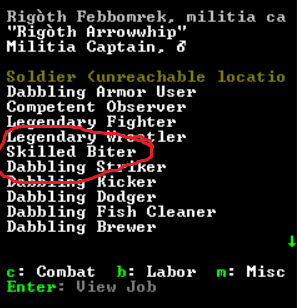 Rigòth Febbomrek, militia ca
"Rigòth Arrowwhip"
Militia Captain, ♂
Soldier (unreachable locatio
Dabbling Armor User
Competent Observer
Legendary Fighter
Legendary Wrestler
Skilled Biter
Dabbling Striker
Dabbling Kicker
Dabbling Dodger
Dabbling Fish Cleaner
Dabbling Brewer
c: Combat b: Labor m: Misc
Enter: View Job